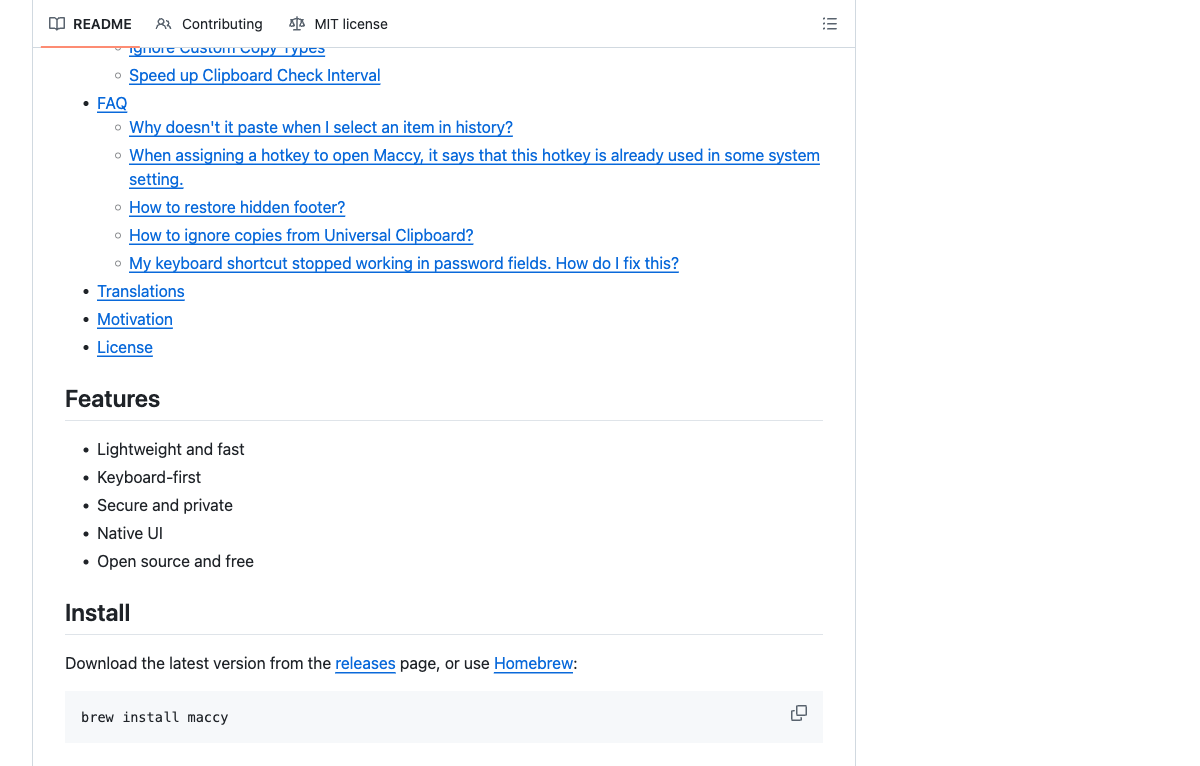 README
Contributing
MIT license
Ignore Custom Copy Types
Speed up Clipboard Check Interval
FAQ
Why doesn't it paste when I select an item in history?
When assigning a hotkey to open Maccy, it says that this hotkey is already used in some system
setting.
How to restore hidden footer?
How to ignore copies from Universal Clipboard?
My keyboard shortcut stopped working in password fields. How do I fix this?
Translations
Motivation
License
Features
Lightweight and fast
Keyboard-first
Secure and private
Native UI
Open source and free
Install
Download the latest version from the releases page, or use Homebrew:
brew install maccy